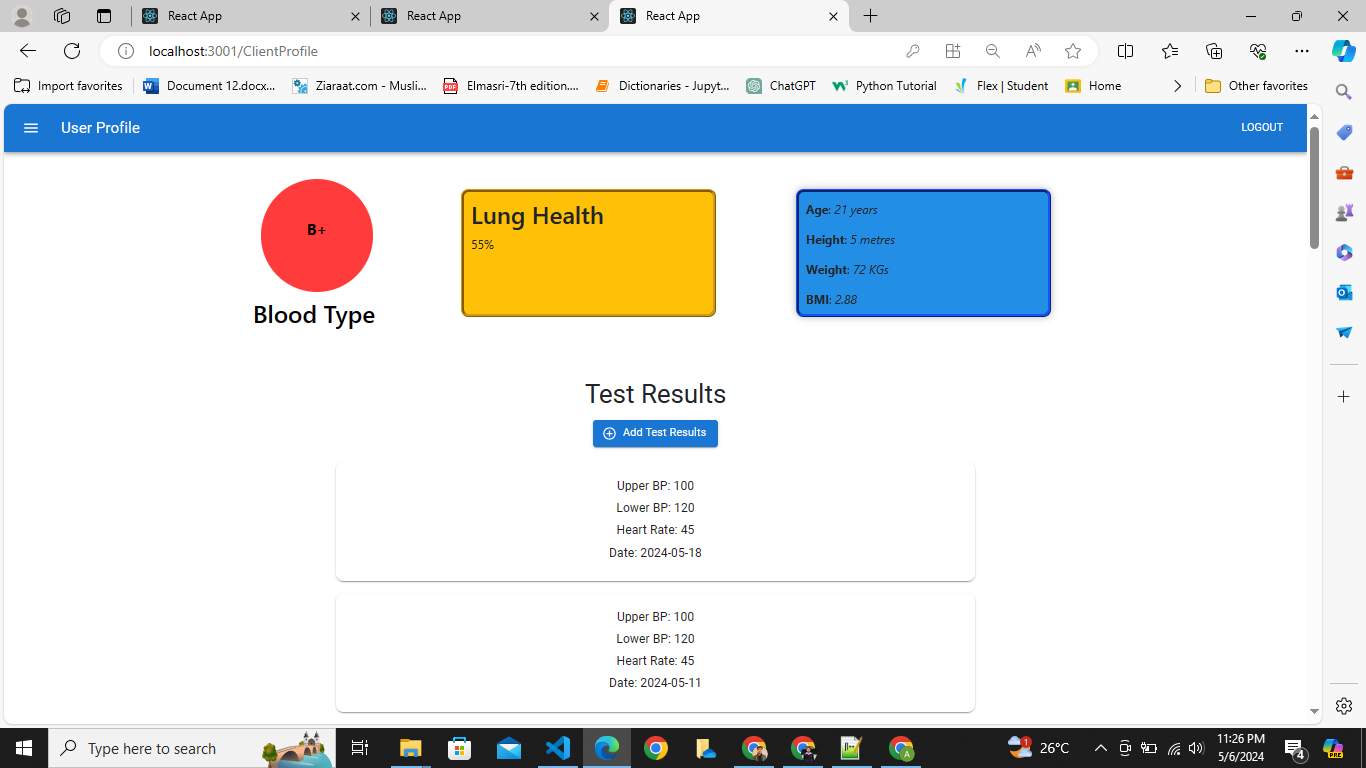 React App
React App
React App
localhost:3001/ClientProfile
Import favorites
Document 12.docx...
Ziaraat.com - Musli...
Elmasri-7th edition....
Dictionaries - Jupyt...
ChatGPT
Python Tutorial
Flex | Student
Home
Other favorites
User Profile
LOGOUT
B+
Blood Type
Lung Health
55%
Age: 21 years
Height: 5 metres
Weight: 72 KGs
BMI: 2.88
Test Results
Add Test Results
Upper BP: 100
Lower BP: 120
Heart Rate: 45
Date: 2024-05-18
Upper BP: 100
Lower BP: 120
Heart Rate: 45
Date: 2024-05-11
Type here to search
26°C
11:26 PM
5/6/2024
4